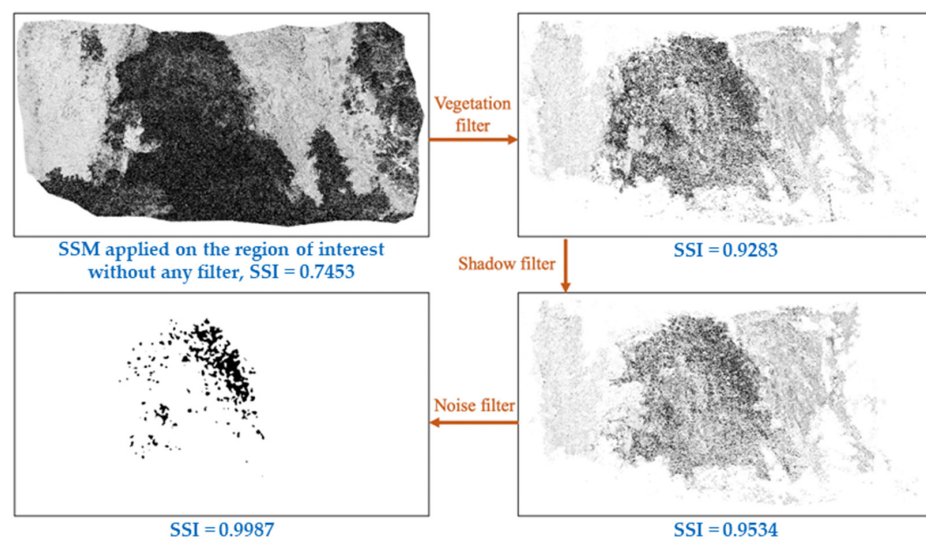 Vegetation
filter
SSM applied on the region of interest
without any filter, SSI = 0.7453
SSI = 0.9283
Shadow filter
Noise filter
SSI = 0.9987
SSI = 0.9534